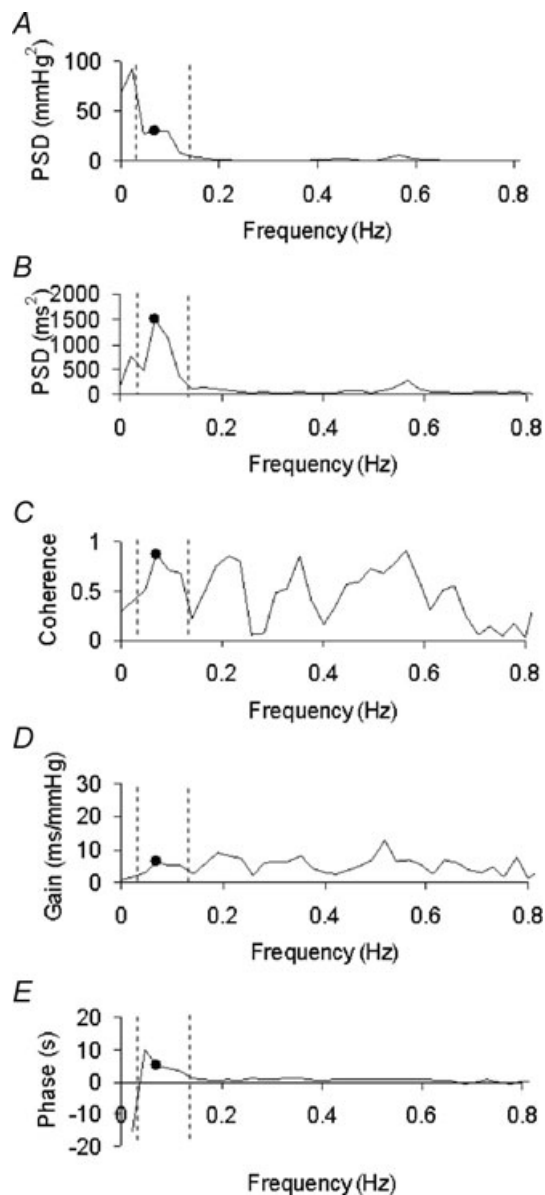 A
PSD (mmHg²)
100
50
0
0 0.2 0.4 0.6 0.8
Frequency (Hz)
B
PSD (ms²)
2000
1500
1000
500
0
0 0.2 0.4 0.6 0.8
Frequency (Hz)
C
Coherence
1
0.5
0
0 0.2 0.4 0.6 0.8
Frequency (Hz)
D
Gain (ms/mmHg)
30
20
10
0
0 0.2 0.4 0.6 0.8
Frequency (Hz)
E
Phase (s)
20
10
0
-10
-20
0 0.2 0.4 0.6 0.8
Frequency (Hz)